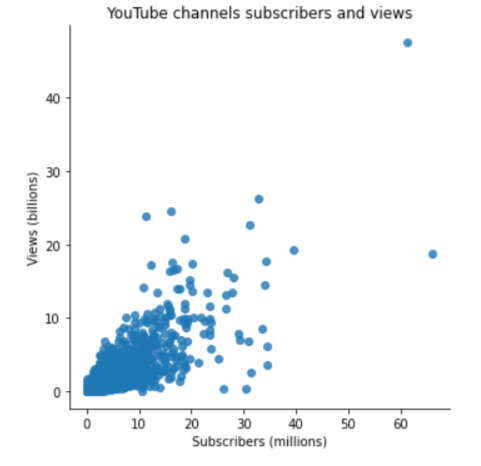 YouTube channels subscribers and views
40
30
20
10
0
Views (billions)
0 10 20 30 40 50 60
Subscribers (millions)